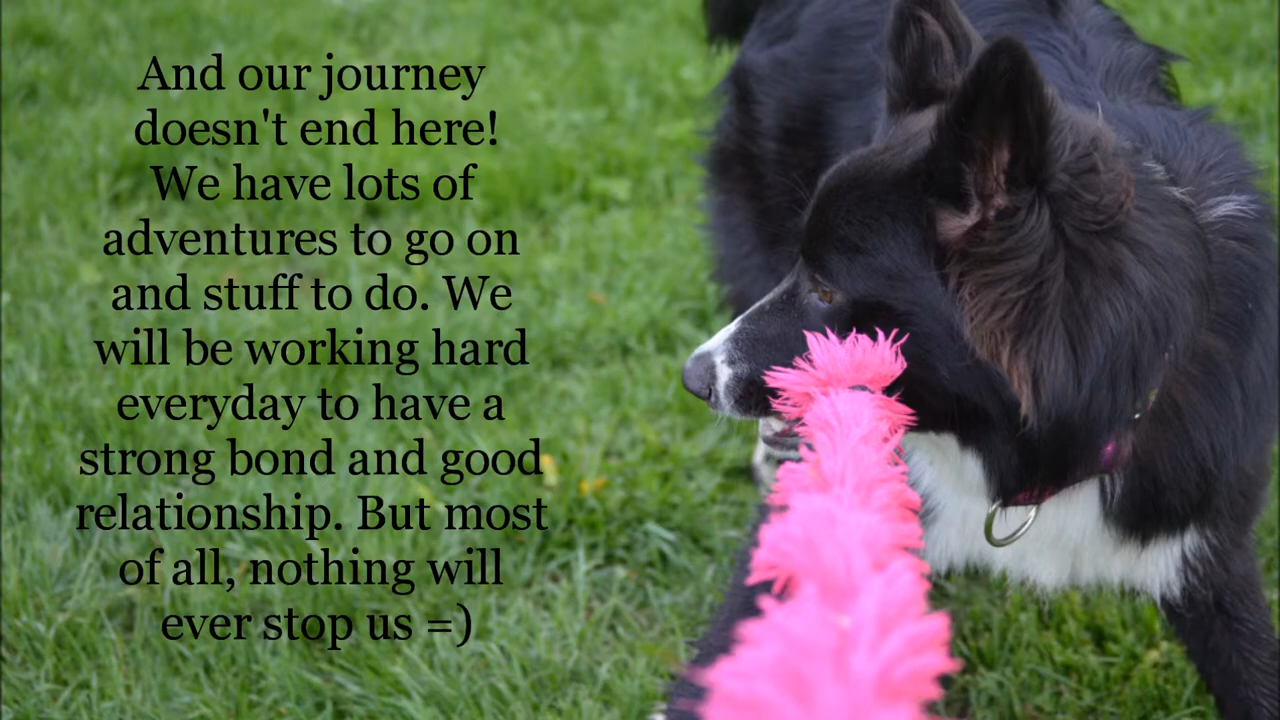 And our journey
doesn't end here!
We have lots of
adventures to go on
and stuff to do. We
will be working hard
everyday to have a
strong bond and good
relationship. But most
of all, nothing will
ever stop us =)